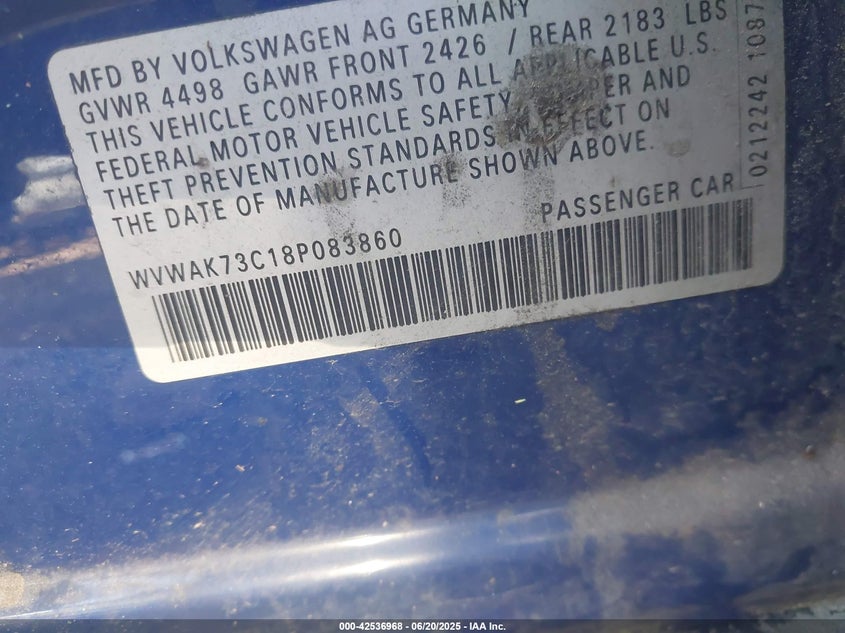 MFD BY VOLKSWAGEN AG GERMANY
GVWR 4498 GAWR FRONT 2426 / REAR 2183 LBS
THIS VEHICLE CONFORMS TO ALL APPLICABLE U.S.
FEDERAL MOTOR VEHICLE SAFETY, BUMPER AND
THEFT PREVENTION STANDARDS IN EFFECT ON
THE DATE OF MANUFACTURE SHOWN ABOVE.
PASSENGER CAR
WVWAK73C18P083860
0212242 1087
000-42536968 - 06/20/2025 - IAA Inc.